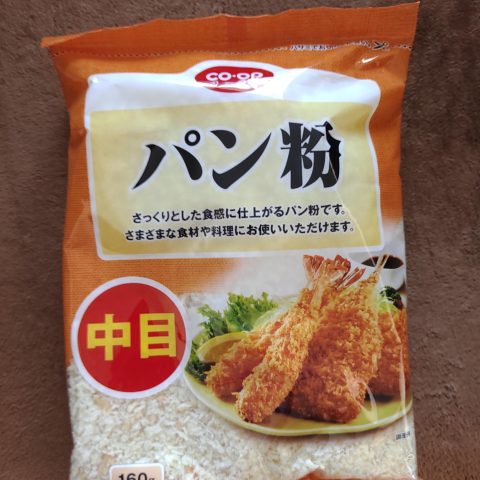 CO·OP
パン粉
さっくりとした食感に仕上がるパン粉です。
さまざまな食材や料理にお使いいただけます。
中目
160g